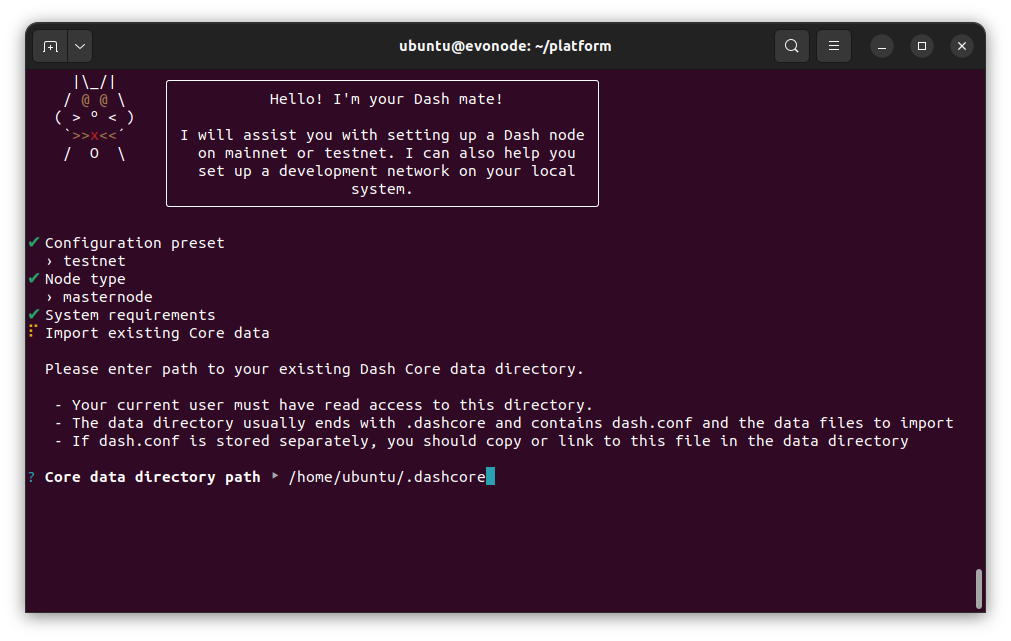 ubuntu@evonode: ~/platform
|\_/|
/ @ @ \
( > º < )
`>>x<<´
/ O \
Hello! I'm your Dash mate!
I will assist you with setting up a Dash node
on mainnet or testnet. I can also help you
set up a development network on your local
system.
✔ Configuration preset
› testnet
✔ Node type
› masternode
✔ System requirements
⠏ Import existing Core data
Please enter path to your existing Dash Core data directory.
- Your current user must have read access to this directory.
- The data directory usually ends with .dashcore and contains dash.conf and the data files to import
- If dash.conf is stored separately, you should copy or link to this file in the data directory
? Core data directory path ‣ /home/ubuntu/.dashcore